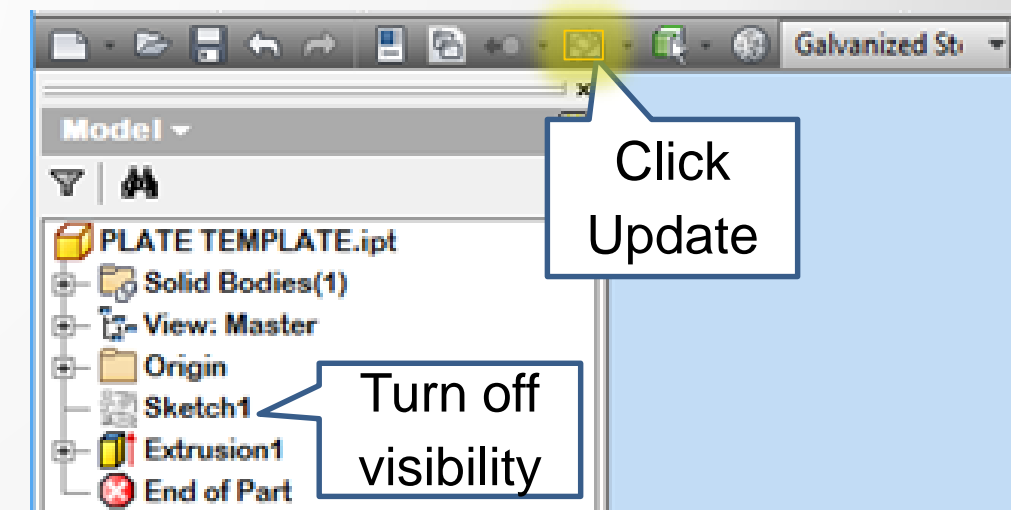 Galvanized Ste
Model
Click
Update
PLATE TEMPLATE.ipt
Solid Bodies(1)
View: Master
Origin
Sketch1
Turn off
visibility
Extrusion1
End of Part